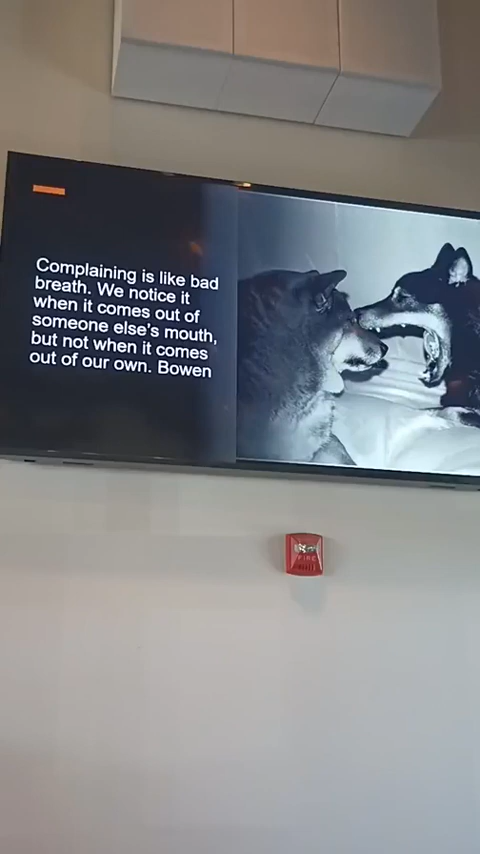 Complaining is like bad
breath. We notice it
when it comes out of
someone else's mouth,
but not when it comes
out of our own. Bowen
FIRE